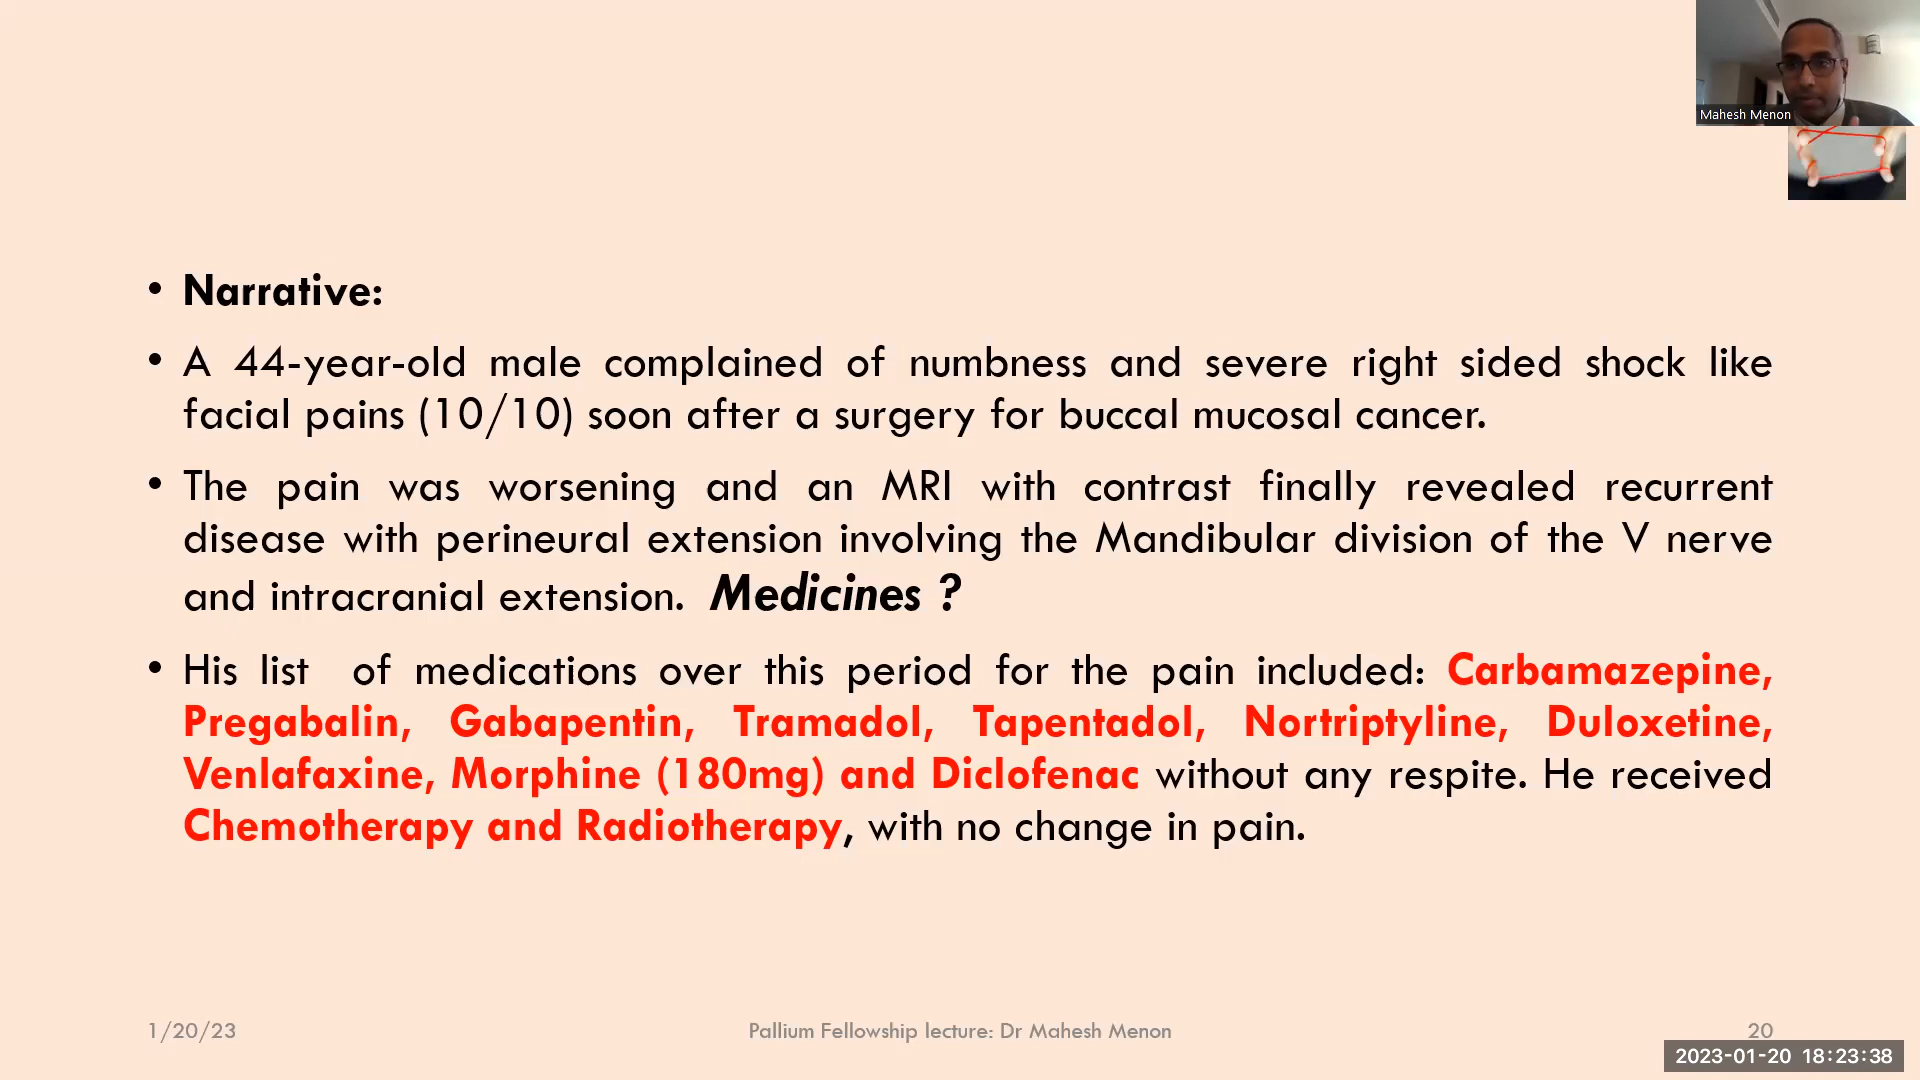 Mahesh Menon
• Narrative:
• A 44-year-old male complained of numbness and severe right sided shock like
facial pains (10/10) soon after a surgery for buccal mucosal cancer.
• The pain was worsening and an MRI with contrast finally revealed recurrent
disease with perineural extension involving the Mandibular division of the V nerve
and intracranial extension. Medicines ?
• His list of medications over this period for the pain included: Carbamazepine,
Pregabalin, Gabapentin, Tramadol, Tapentadol, Nortriptyline, Duloxetine,
Venlafaxine, Morphine (180mg) and Diclofenac without any respite. He received
Chemotherapy and Radiotherapy, with no change in pain.
1/20/23
Pallium Fellowship lecture: Dr Mahesh Menon
20
2023-01-20 18:23:38